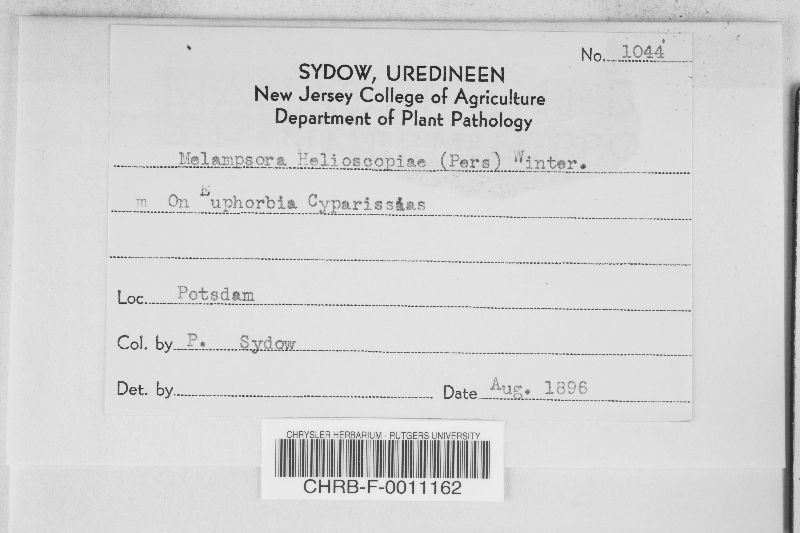 No. 1044
SYDOW, UREDINEEN
New Jersey College of Agriculture
Department of Plant Pathology
Melampsora Helioscopiae (Pers) Winter.
m On Euphorbia Cyparissias
Loc. Potsdam
Col. by P. Sydow
Det. by
Date Aug. 1896
CHRYSLER HERBARIUM - RUTGERS UNIVERSITY
CHRB-F-0011162